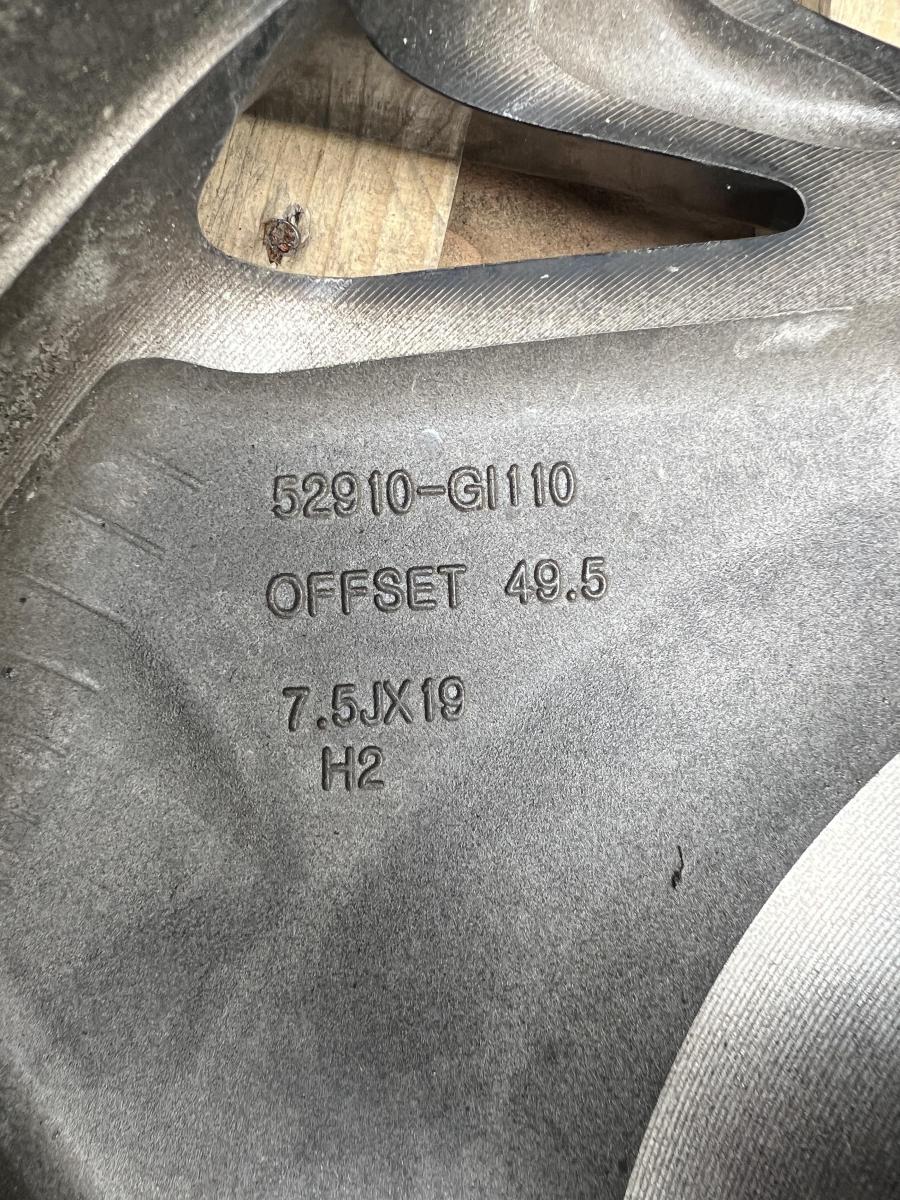 52910-GI110
OFFSET 49.5
7.5JX19
H2